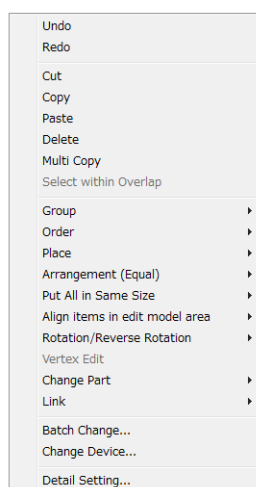 Undo
Redo
Cut
Copy
Paste
Delete
Multi Copy
Select within Overlap
Group
Order
Place
Arrangement (Equal)
Put All in Same Size
Align items in edit model area
Rotation/Reverse Rotation
Vertex Edit
Change Part
Link
Batch Change...
Change Device...
Detail Setting...